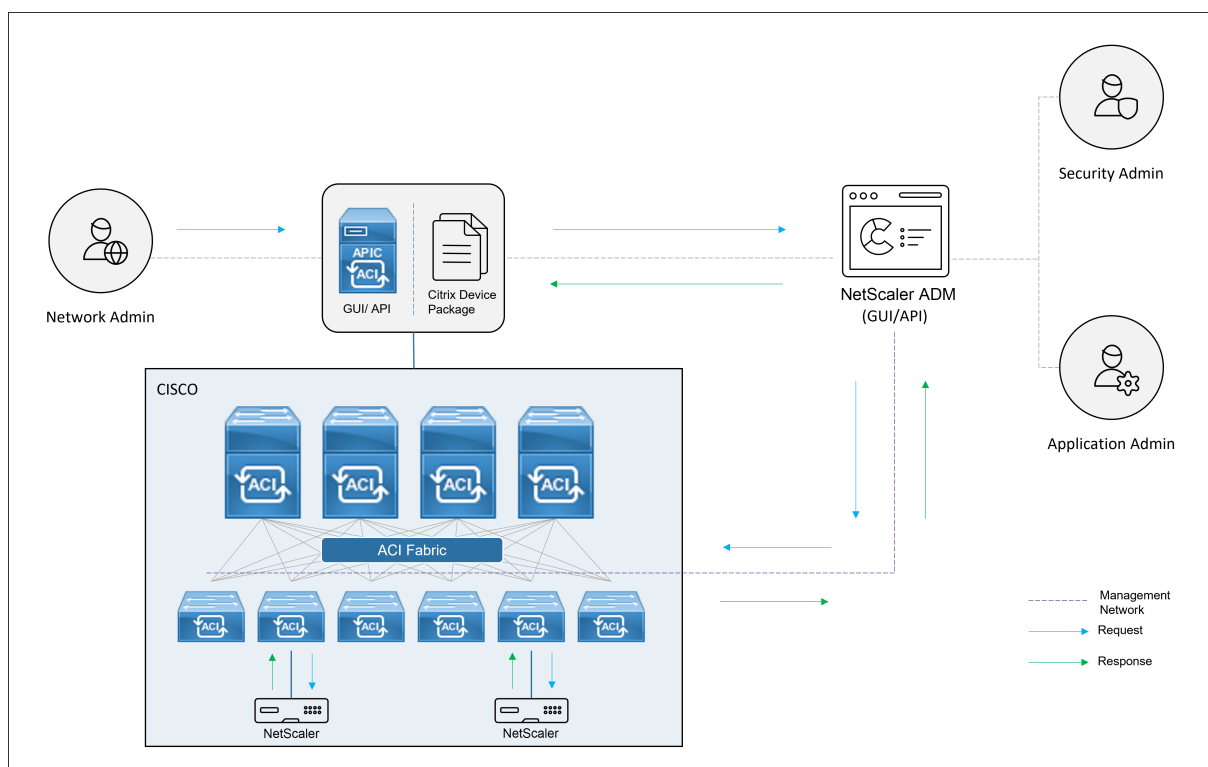 Security Admin
APIC
ACI
GUI/ API
Citrix Device
Package
Network Admin
NetScaler ADM
(GUI/API)
CISCO
Application Admin
ACI
ACI
ACI
ACI
ACI Fabric
ACI
ACI
ACI
ACI
ACI
ACI
Management
Network
Request
Response
NetScaler
NetScaler